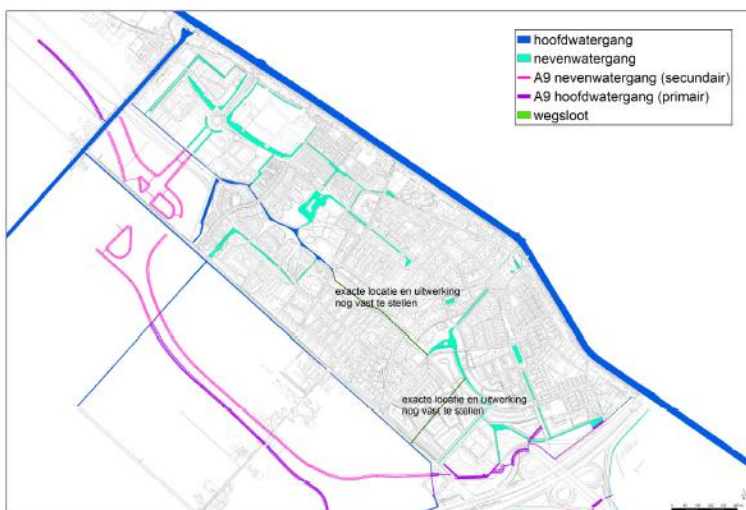 hoofdwatergang
nevenwatergang
A9 nevenwatergang (secundair)
A9 hoofdwatergang (primair)
wegsloot
exacte locatie en uitwerking
nog vast te stellen
exacte locatie en uitwerking
nog vast te stellen